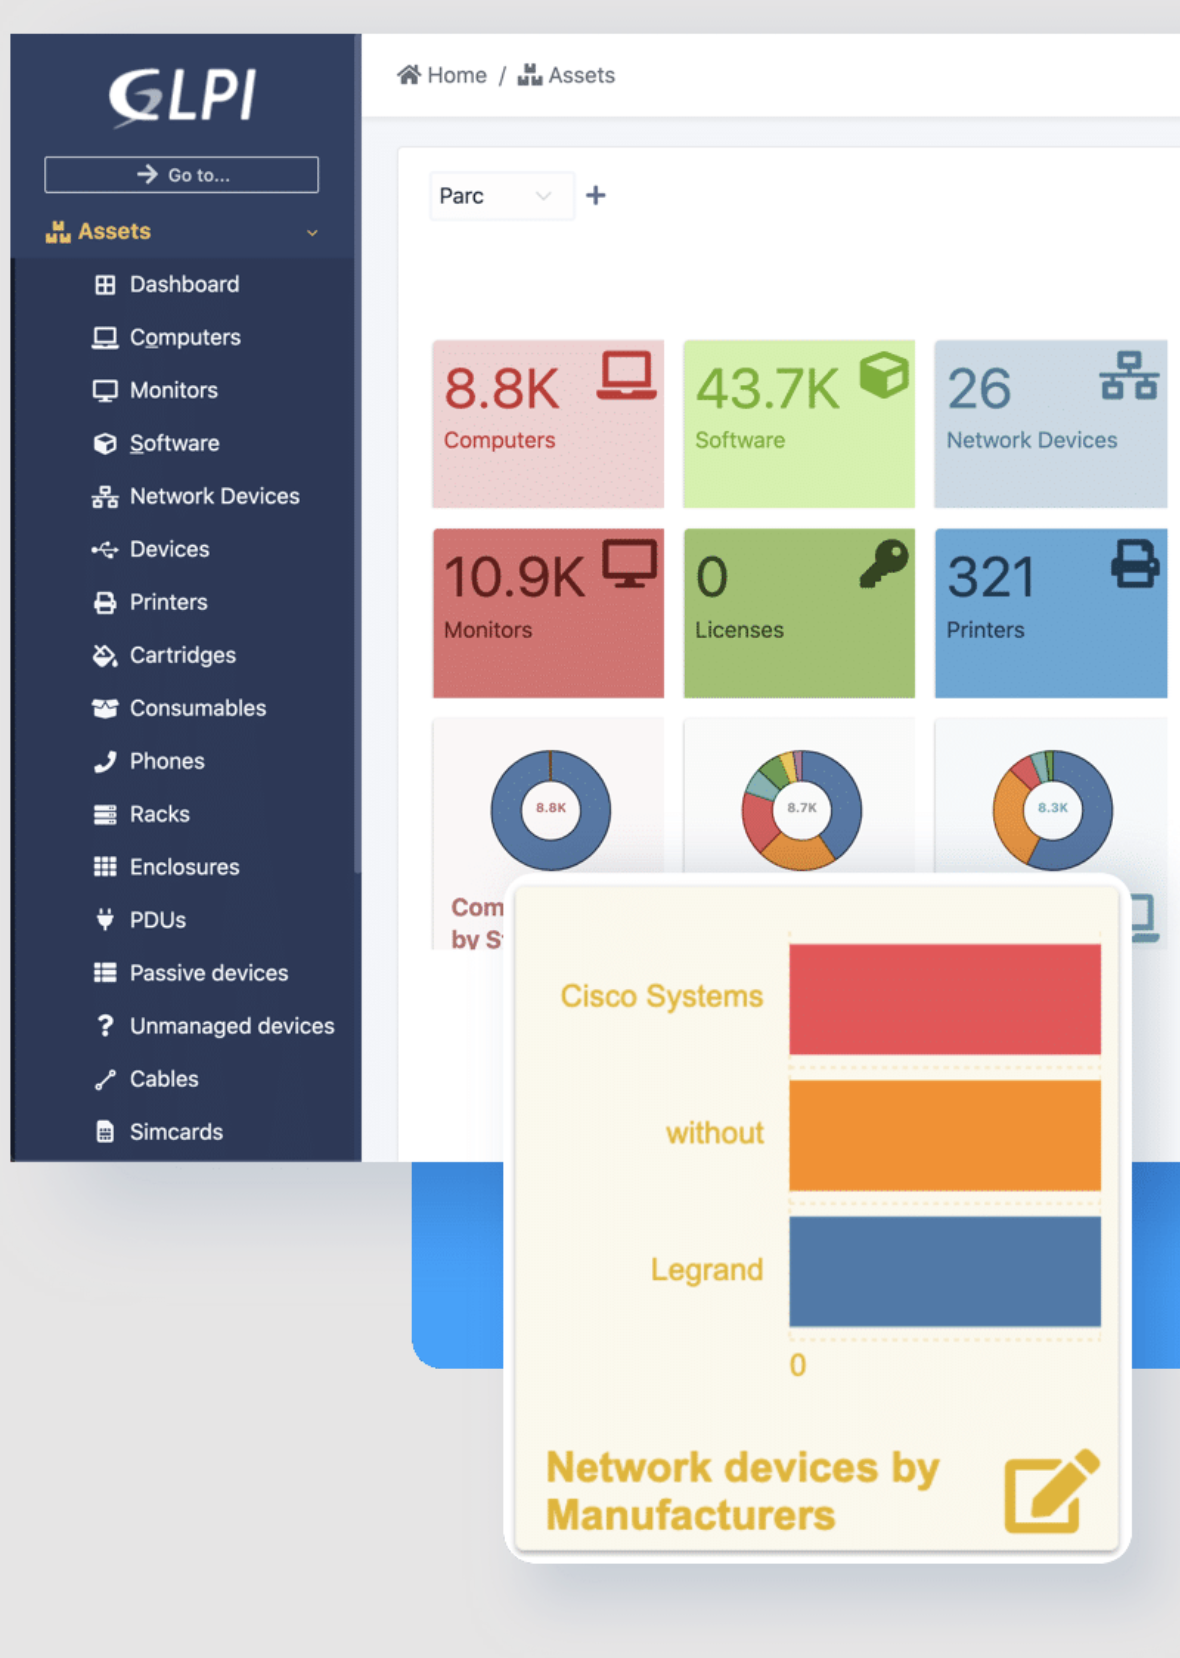 GLPI
Go to...
Assets
Dashboard
Computers
Monitors
Software
Network Devices
Devices
Printers
Cartridges
Consumables
Phones
Racks
Enclosures
PDUs
Passive devices
Unmanaged devices
Cables
Simcards
Home / Assets
Parc
8.8K
Computers
43.7K
Software
26
Network Devices
10.9K
Monitors
0
Licenses
321
Printers
8.8K
8.7K
8.3K
Com
by S
Cisco Systems
without
Legrand
0
Network devices by
Manufacturers